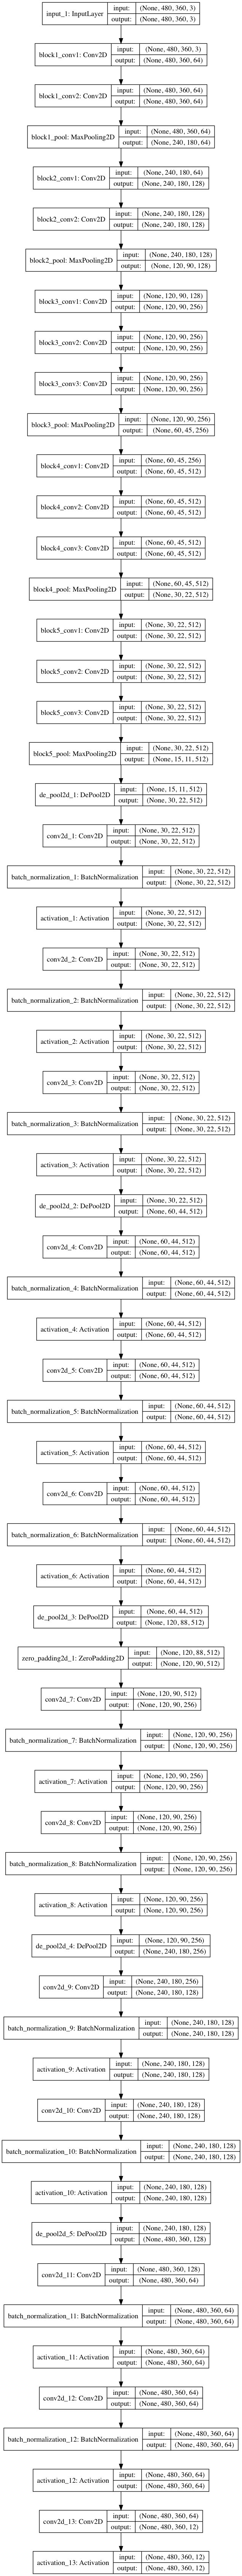 input_1: InputLayer
input: (None, 480, 360, 3)
output: (None, 480, 360, 3)
block1_conv1: Conv2D
input: (None, 480, 360, 3)
output: (None, 480, 360, 64)
block1_conv2: Conv2D
input: (None, 480, 360, 64)
output: (None, 480, 360, 64)
block1_pool: MaxPooling2D
input: (None, 480, 360, 64)
output: (None, 240, 180, 64)
block2_conv1: Conv2D
input: (None, 240, 180, 64)
output: (None, 240, 180, 128)
block2_conv2: Conv2D
input: (None, 240, 180, 128)
output: (None, 240, 180, 128)
block2_pool: MaxPooling2D
input: (None, 240, 180, 128)
output: (None, 120, 90, 128)
block3_conv1: Conv2D
input: (None, 120, 90, 128)
output: (None, 120, 90, 256)
block3_conv2: Conv2D
input: (None, 120, 90, 256)
output: (None, 120, 90, 256)
block3_conv3: Conv2D
input: (None, 120, 90, 256)
output: (None, 120, 90, 256)
block3_pool: MaxPooling2D
input: (None, 120, 90, 256)
output: (None, 60, 45, 256)
block4_conv1: Conv2D
input: (None, 60, 45, 256)
output: (None, 60, 45, 512)
block4_conv2: Conv2D
input: (None, 60, 45, 512)
output: (None, 60, 45, 512)
block4_conv3: Conv2D
input: (None, 60, 45, 512)
output: (None, 60, 45, 512)
block4_pool: MaxPooling2D
input: (None, 60, 45, 512)
output: (None, 30, 22, 512)
block5_conv1: Conv2D
input: (None, 30, 22, 512)
output: (None, 30, 22, 512)
block5_conv2: Conv2D
input: (None, 30, 22, 512)
output: (None, 30, 22, 512)
block5_conv3: Conv2D
input: (None, 30, 22, 512)
output: (None, 30, 22, 512)
block5_pool: MaxPooling2D
input: (None, 30, 22, 512)
output: (None, 15, 11, 512)
de_pool2d_1: DePool2D
input: (None, 15, 11, 512)
output: (None, 30, 22, 512)
conv2d_1: Conv2D
input: (None, 30, 22, 512)
output: (None, 30, 22, 512)
batch_normalization_1: BatchNormalization
input: (None, 30, 22, 512)
output: (None, 30, 22, 512)
activation_1: Activation
input: (None, 30, 22, 512)
output: (None, 30, 22, 512)
conv2d_2: Conv2D
input: (None, 30, 22, 512)
output: (None, 30, 22, 512)
batch_normalization_2: BatchNormalization
input: (None, 30, 22, 512)
output: (None, 30, 22, 512)
activation_2: Activation
input: (None, 30, 22, 512)
output: (None, 30, 22, 512)
conv2d_3: Conv2D
input: (None, 30, 22, 512)
output: (None, 30, 22, 512)
batch_normalization_3: BatchNormalization
input: (None, 30, 22, 512)
output: (None, 30, 22, 512)
activation_3: Activation
input: (None, 30, 22, 512)
output: (None, 30, 22, 512)
de_pool2d_2: DePool2D
input: (None, 30, 22, 512)
output: (None, 60, 44, 512)
conv2d_4: Conv2D
input: (None, 60, 44, 512)
output: (None, 60, 44, 512)
batch_normalization_4: BatchNormalization
input: (None, 60, 44, 512)
output: (None, 60, 44, 512)
activation_4: Activation
input: (None, 60, 44, 512)
output: (None, 60, 44, 512)
conv2d_5: Conv2D
input: (None, 60, 44, 512)
output: (None, 60, 44, 512)
batch_normalization_5: BatchNormalization
input: (None, 60, 44, 512)
output: (None, 60, 44, 512)
activation_5: Activation
input: (None, 60, 44, 512)
output: (None, 60, 44, 512)
conv2d_6: Conv2D
input: (None, 60, 44, 512)
output: (None, 60, 44, 512)
batch_normalization_6: BatchNormalization
input: (None, 60, 44, 512)
output: (None, 60, 44, 512)
activation_6: Activation
input: (None, 60, 44, 512)
output: (None, 60, 44, 512)
de_pool2d_3: DePool2D
input: (None, 60, 44, 512)
output: (None, 120, 88, 512)
zero_padding2d_1: ZeroPadding2D
input: (None, 120, 88, 512)
output: (None, 120, 90, 512)
conv2d_7: Conv2D
input: (None, 120, 90, 512)
output: (None, 120, 90, 256)
batch_normalization_7: BatchNormalization
input: (None, 120, 90, 256)
output: (None, 120, 90, 256)
activation_7: Activation
input: (None, 120, 90, 256)
output: (None, 120, 90, 256)
conv2d_8: Conv2D
input: (None, 120, 90, 256)
output: (None, 120, 90, 256)
batch_normalization_8: BatchNormalization
input: (None, 120, 90, 256)
output: (None, 120, 90, 256)
activation_8: Activation
input: (None, 120, 90, 256)
output: (None, 120, 90, 256)
de_pool2d_4: DePool2D
input: (None, 120, 90, 256)
output: (None, 240, 180, 256)
conv2d_9: Conv2D
input: (None, 240, 180, 256)
output: (None, 240, 180, 128)
batch_normalization_9: BatchNormalization
input: (None, 240, 180, 128)
output: (None, 240, 180, 128)
activation_9: Activation
input: (None, 240, 180, 128)
output: (None, 240, 180, 128)
conv2d_10: Conv2D
input: (None, 240, 180, 128)
output: (None, 240, 180, 128)
batch_normalization_10: BatchNormalization
input: (None, 240, 180, 128)
output: (None, 240, 180, 128)
activation_10: Activation
input: (None, 240, 180, 128)
output: (None, 240, 180, 128)
de_pool2d_5: DePool2D
input: (None, 240, 180, 128)
output: (None, 480, 360, 128)
conv2d_11: Conv2D
input: (None, 480, 360, 128)
output: (None, 480, 360, 64)
batch_normalization_11: BatchNormalization
input: (None, 480, 360, 64)
output: (None, 480, 360, 64)
activation_11: Activation
input: (None, 480, 360, 64)
output: (None, 480, 360, 64)
conv2d_12: Conv2D
input: (None, 480, 360, 64)
output: (None, 480, 360, 64)
batch_normalization_12: BatchNormalization
input: (None, 480, 360, 64)
output: (None, 480, 360, 64)
activation_12: Activation
input: (None, 480, 360, 64)
output: (None, 480, 360, 64)
conv2d_13: Conv2D
input: (None, 480, 360, 64)
output: (None, 480, 360, 12)
activation_13: Activation
input: (None, 480, 360, 12)
output: (None, 480, 360, 12)